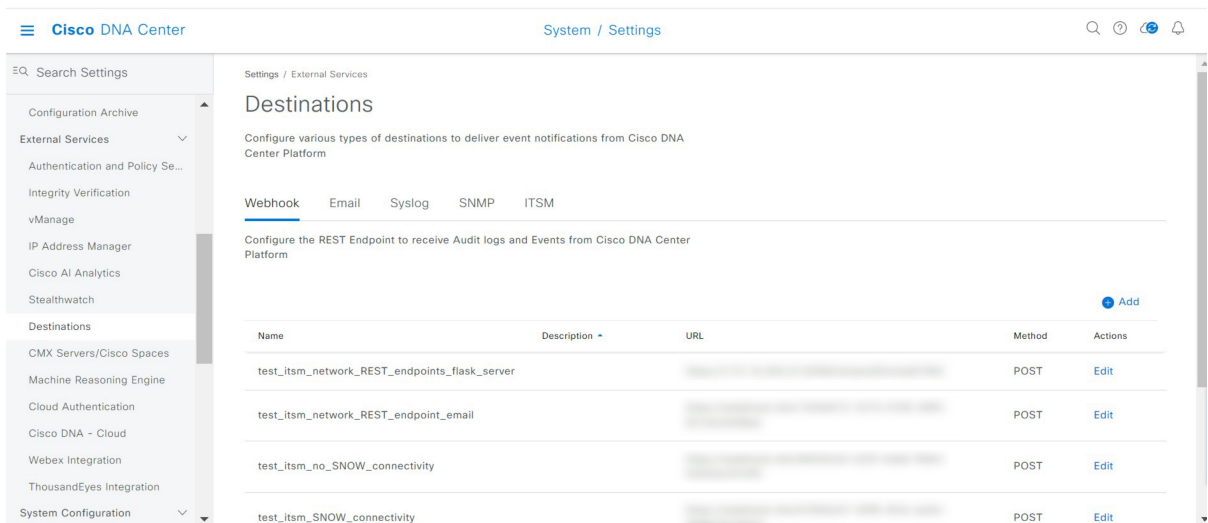 Cisco DNA Center
System / Settings
Search Settings
Configuration Archive
External Services
Authentication and Policy Se...
Integrity Verification
vManage
IP Address Manager
Cisco AI Analytics
Stealthwatch
Destinations
CMX Servers/Cisco Spaces
Machine Reasoning Engine
Cloud Authentication
Cisco DNA - Cloud
Webex Integration
ThousandEyes Integration
System Configuration
Settings / External Services
Destinations
Configure various types of destinations to deliver event notifications from Cisco DNA
Center Platform
Webhook Email Syslog SNMP ITSM
Configure the REST Endpoint to receive Audit logs and Events from Cisco DNA Center
Platform
Add
Name Description URL Method Actions
test_itsm_network_REST_endpoints_flask_server POST Edit
test_itsm_network_REST_endpoint_email POST Edit
test_itsm_no_SNOW_connectivity POST Edit
test_itsm_SNOW_connectivity POST Edit